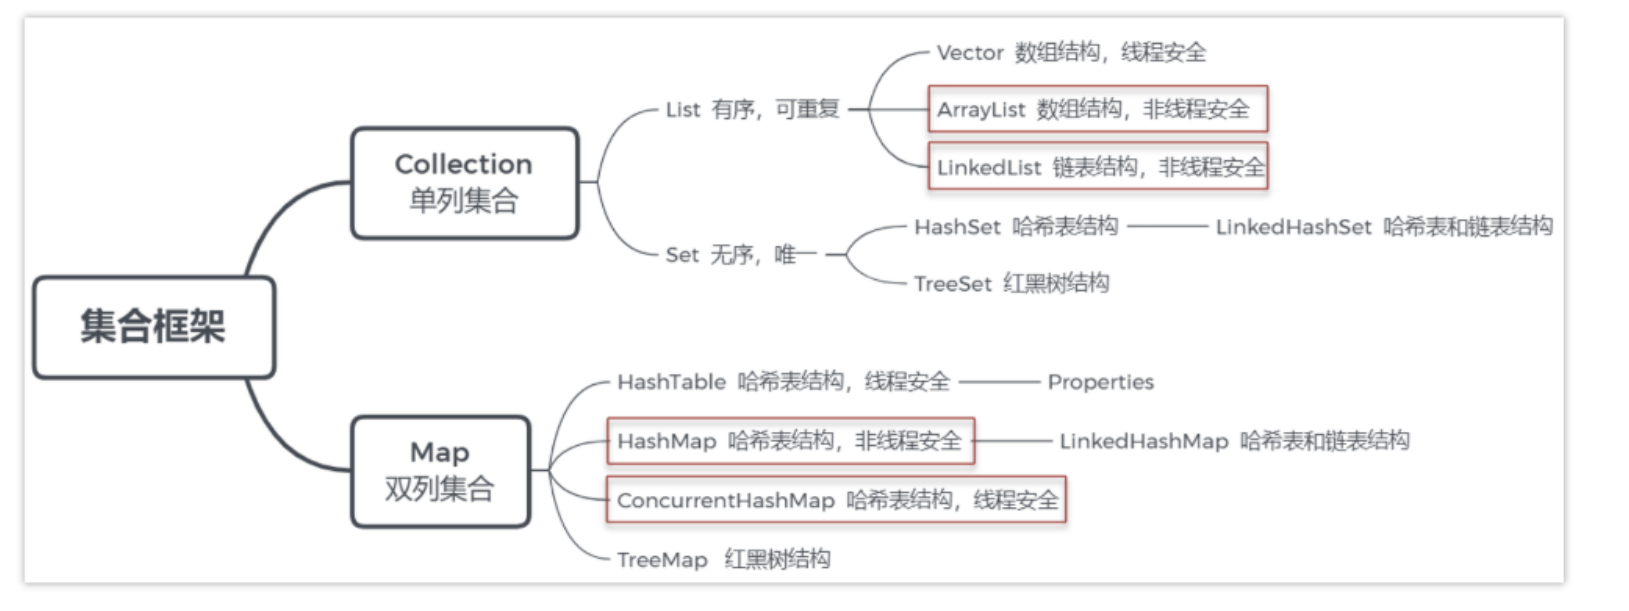 集合框架
Collection
单列集合
List 有序，可重复
Vector 数组结构，线程安全
ArrayList 数组结构，非线程安全
LinkedList 链表结构，非线程安全
Set 无序，唯一
HashSet 哈希表结构
LinkedHashSet 哈希表和链表结构
TreeSet 红黑树结构
Map
双列集合
HashTable 哈希表结构，线程安全
Properties
HashMap 哈希表结构，非线程安全
LinkedHashMap 哈希表和链表结构
ConcurrentHashMap 哈希表结构，线程安全
TreeMap 红黑树结构